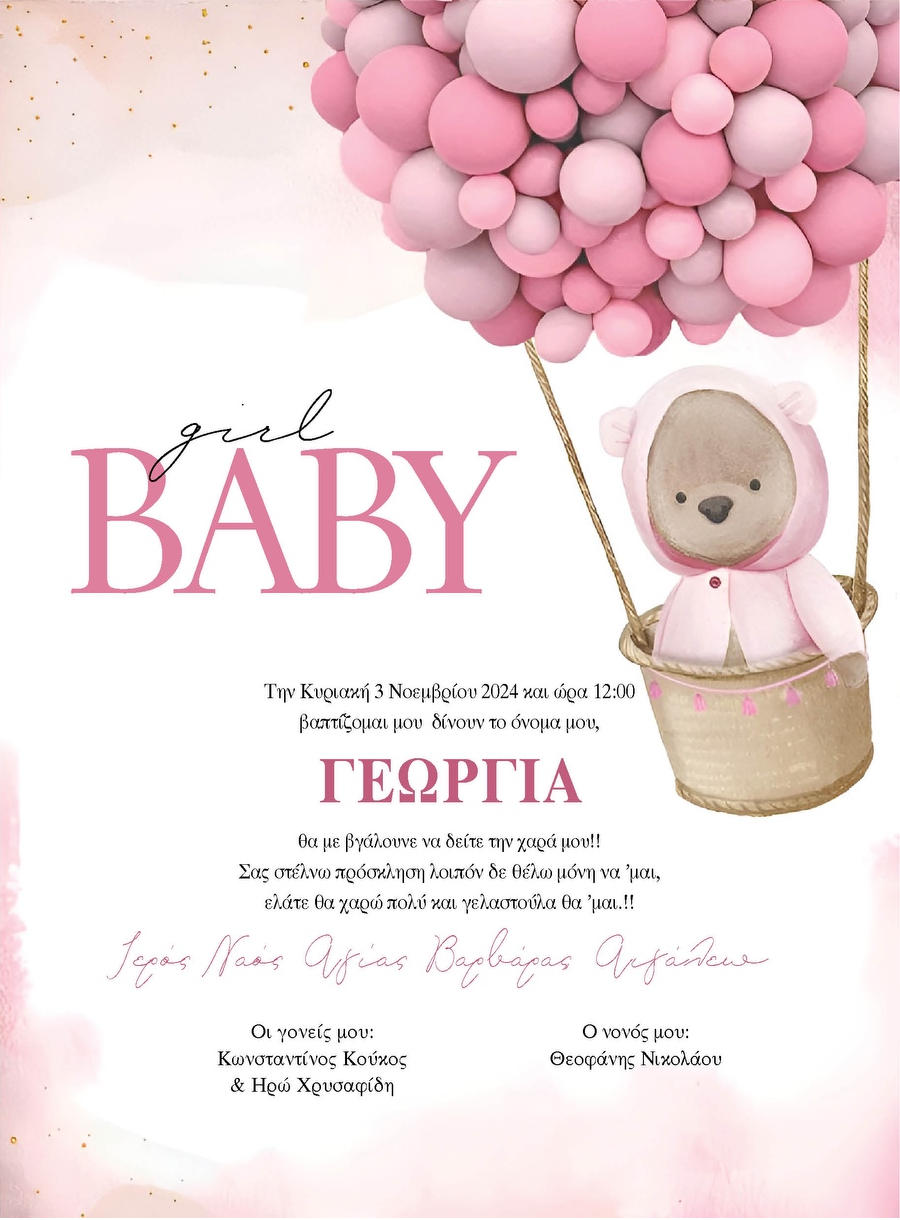 girl
BABY
Την Κυριακή 3 Νοεμβρίου 2024 και ώρα 12:00
βαπτίζομαι μου δίνουν το όνομα μου,
ΓΕΩΡΓΙΑ
θα με βγάλουνε να δείτε την χαρά μου!!
Σας στέλνω πρόσκληση λοιπόν δε θέλω μόνη να ’μαι,
ελάτε θα χαρώ πολύ και γελαστούλα θα ’μαι.!!
Ιερός Ναός Αγίας Βαρβάρας Αιγάλεω
Οι γονείς μου:
Κωνσταντίνος Κούκος
& Ηρώ Χρυσαφίδη
Ο νονός μου:
Θεοφάνης Νικολάου